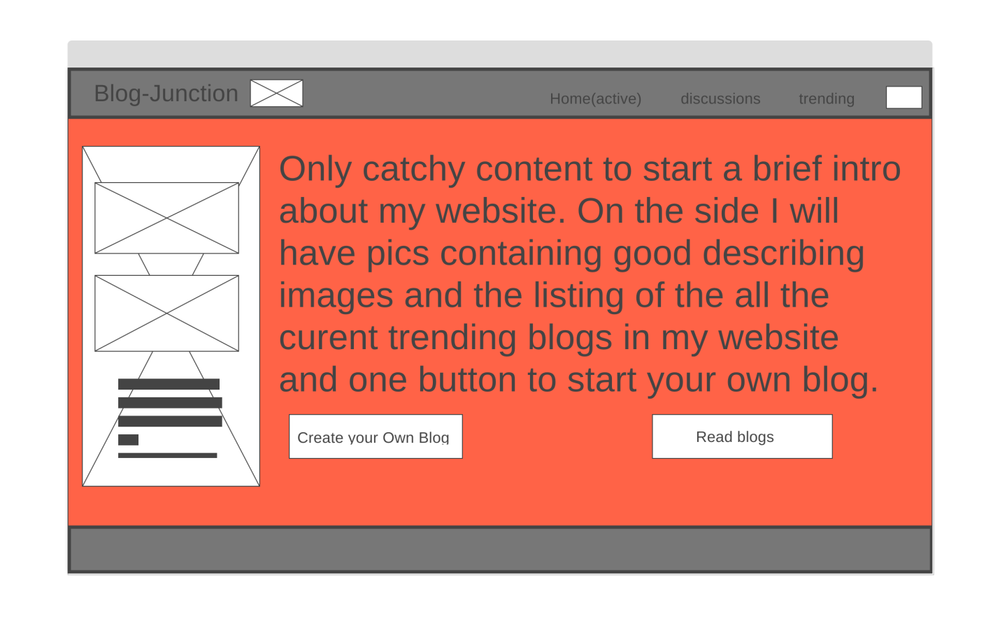 Blog-Junction
Home(active) discussions trending
Only catchy content to start a brief intro
about my website. On the side I will
have pics containing good describing
images and the listing of the all the
curent trending blogs in my website
and one button to start your own blog.
Create your Own Blog
Read blogs